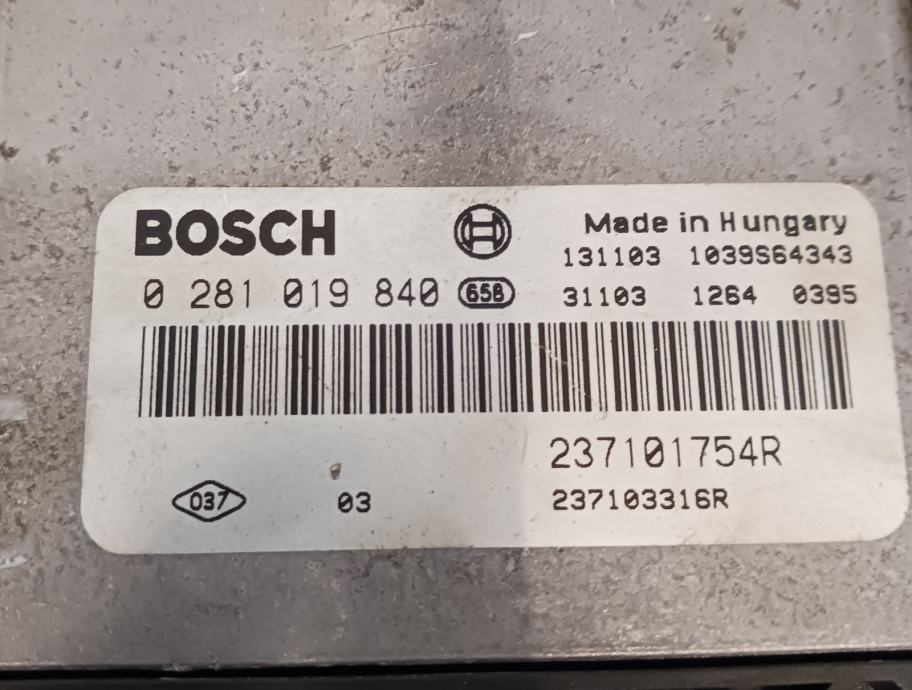 BOSCH
Made in Hungary
131103 1039S64343
0 281 019 840 658 31103 1264 0395
237101754R
037 03 237103316R